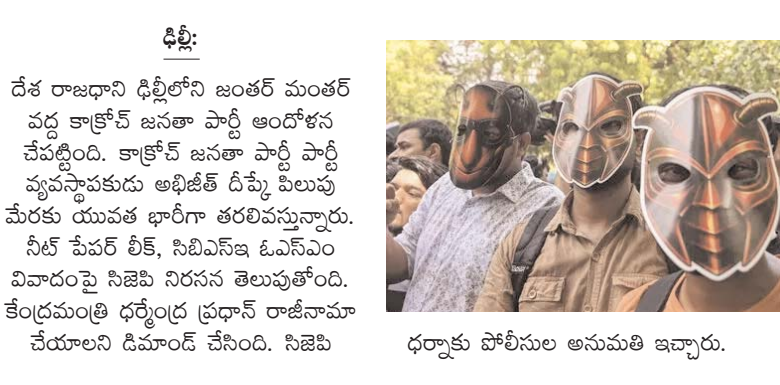 ఢిల్లీ:
దేశ రాజధాని ఢిల్లీలోని జంతర్ మంతర్
వద్ద కాక్రోచ్ జనతా పార్టీ ఆందోళన
చేపట్టింది. కాక్రోచ్ జనతా పార్టీ పార్టీ
వ్యవస్థాపకుడు అభిజీత్ దీప్కే పిలుపు
మేరకు యువత భారీగా తరలివస్తున్నారు.
నీట్ పేపర్ లీక్, సిబిఎస్ఇ ఓఎస్ఎం
వివాదంపై సిజెపి నిరసన తెలుపుతోంది.
కేంద్రమంత్రి ధర్మేంద్ర ప్రధాన్ రాజీనామా
చేయాలని డిమాండ్ చేసింది. సిజెపి
ధర్నాకు పోలీసుల అనుమతి ఇచ్చారు.